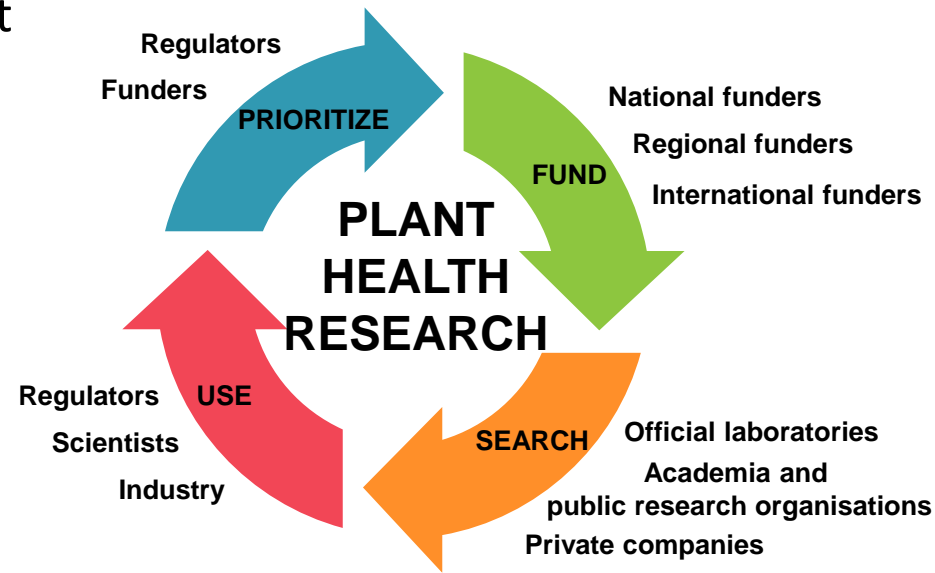 t
Regulators
Funders
PRIORITIZE
National funders
Regional funders
International funders
FUND
PLANT
HEALTH
RESEARCH
Regulators
Scientists
Industry
USE
SEARCH
Official laboratories
Academia and
public research organisations
Private companies